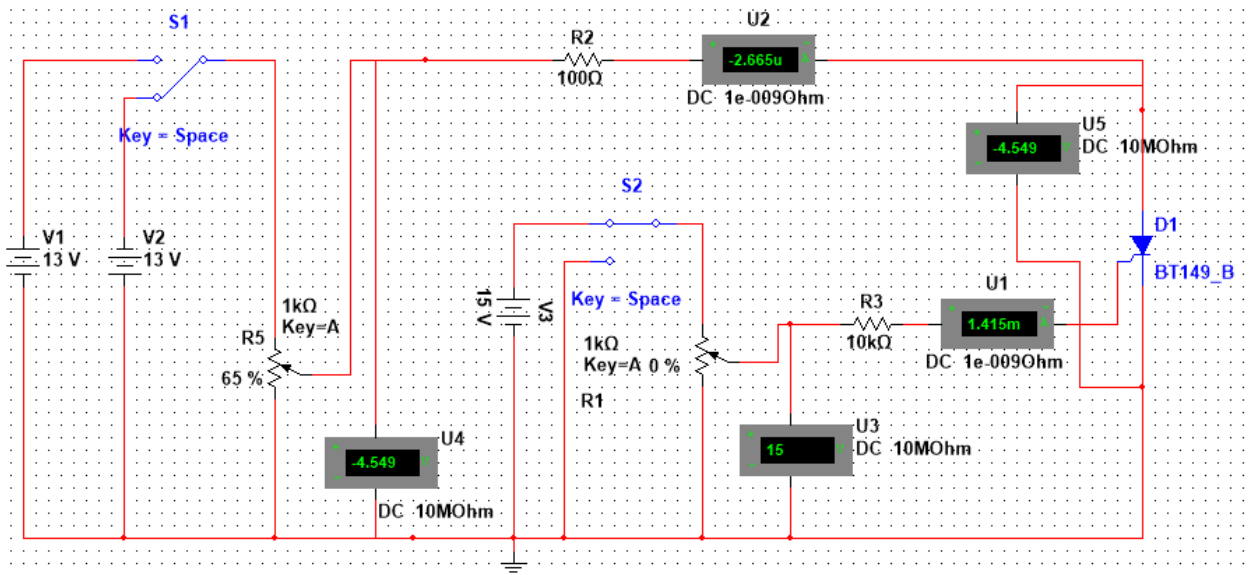 S1
Key = Space
V1
13 V
V2
13 V
R5
1kΩ
Key=A
65 %
R2
100Ω
U2
-2.665u
A
DC 1e-009Ohm
U5
-4.549
V
DC 10MOhm
D1
BT149_B
S2
Key = Space
V3
15 V
1kΩ
Key=A 0 %
R1
R3
10kΩ
U1
1.415m
A
DC 1e-009Ohm
U4
-4.549
V
DC 10MOhm
U3
15
V
DC 10MOhm